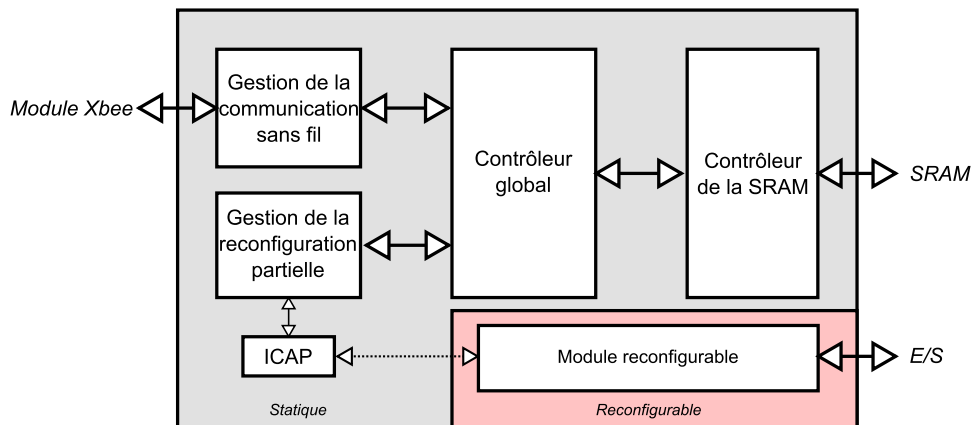 Module Xbee
Gestion de la
communication
sans fil
Gestion de la
reconfiguration
partielle
ICAP
Statique
Contrôleur
global
Contrôleur
de la SRAM
SRAM
Module reconfigurable
E/S
Reconfigurable